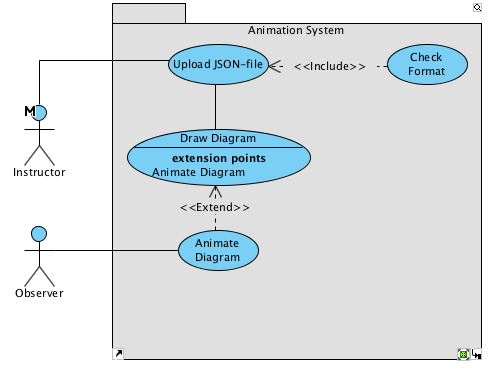 Animation System
Upload JSON-file
<<Include>>
Check
Format
M
Instructor
Draw Diagram
extension points
Animate Diagram
<<Extend>>
Animate
Diagram
Observer